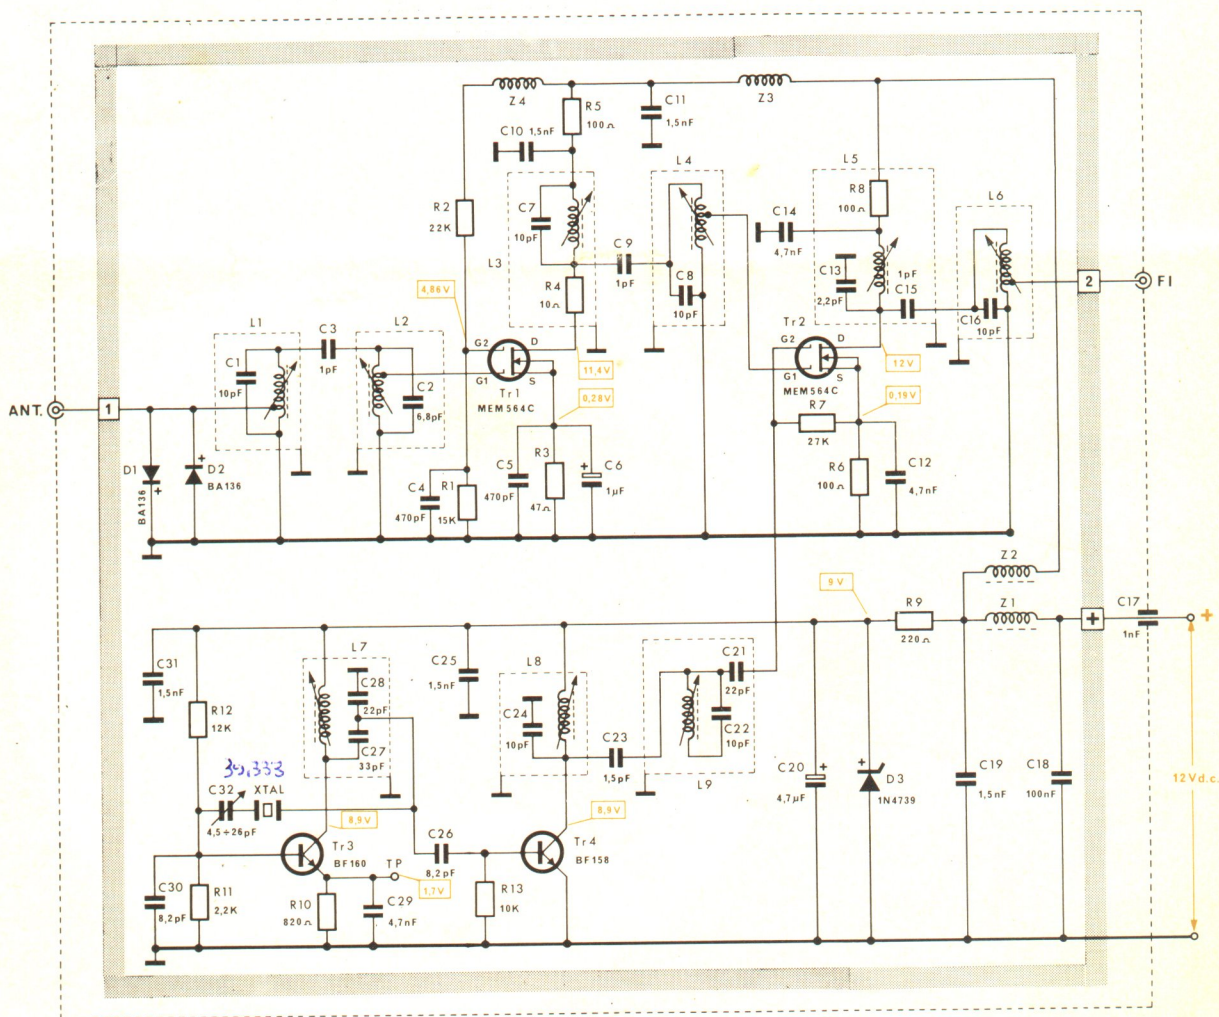 Z4
R5
100Ω
C11
1,5nF
Z3
C10 1,5nF
L4
L5
R2
22K
C7
10pF
L3
R8
100Ω
L6
C14
4,7nF
C9
1pF
R4
10Ω
C8
10pF
C13
2,2pF
1pF
C15
C16
10pF
2
FI
4,86V
L1
C3
1pF
L2
C1
10pF
C2
6,8pF
G2
D
G1
S
Tr1
MEM564C
11,4V
Tr2
G2
D
G1
S
MEM564C
12V
ANT.
1
0,28V
0,19V
R7
27K
D1
BA136
+
+
D2
BA136
C4
470pF
R1
15K
C5
470pF
R3
47Ω
+
C6
1µF
R6
100Ω
C12
4,7nF
Z2
9V
R9
220Ω
Z1
+
C17
1nF
+
C31
1,5nF
L7
C28
22pF
C25
1,5nF
L8
C21
22pF
R12
12K
C27
33pF
C24
10pF
C23
1,5pF
C22
10pF
L9
39,333
C32
XTAL
4,5÷26pF
C20
4,7µF
+
+
D3
1N4739
C19
1,5nF
C18
100nF
12Vd.c.
8,9V
8,9V
Tr3
BF160
C26
8,2pF
Tr4
BF158
TP
1,7V
C30
8,2pF
R11
2,2K
R10
820Ω
C29
4,7nF
R13
10K